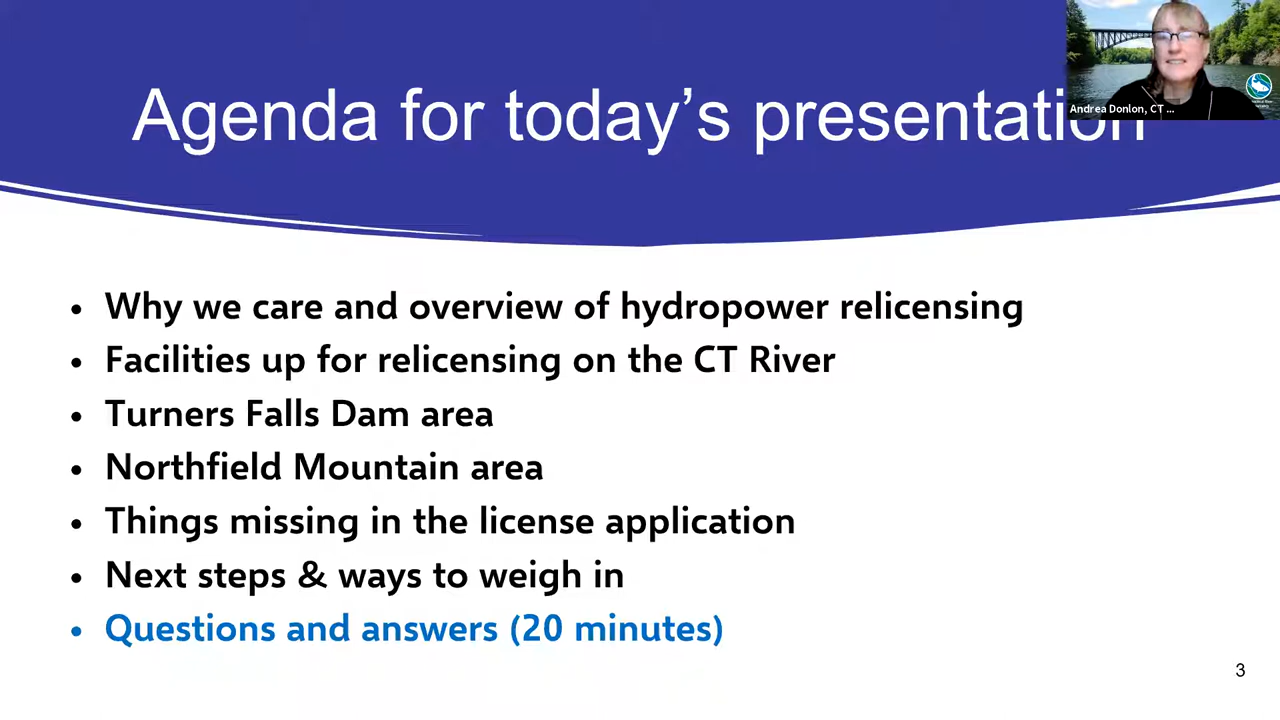 Agenda for today's presentation
Andrea Donlon, CT ...
• Why we care and overview of hydropower relicensing
• Facilities up for relicensing on the CT River
• Turners Falls Dam area
• Northfield Mountain area
• Things missing in the license application
• Next steps & ways to weigh in
• Questions and answers (20 minutes)
3